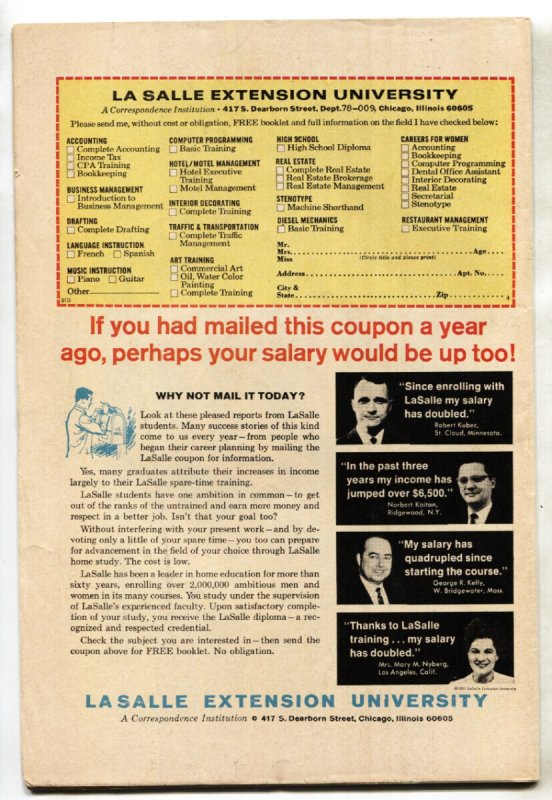 LA SALLE EXTENSION UNIVERSITY
A Correspondence Institution • 417 S. Dearborn Street, Dept. 78-009, Chicago, Illinois 60605
Please send me, without cost or obligation, FREE booklet and full information on the field I have checked below:
ACCOUNTING
Complete Accounting
Income Tax
CPA Training
Bookkeeping
BUSINESS MANAGEMENT
Introduction to
Business Management
DRAFTING
Complete Drafting
LANGUAGE INSTRUCTION
French Spanish
MUSIC INSTRUCTION
Piano Guitar
Other
COMPUTER PROGRAMMING
Basic Training
HOTEL/MOTEL MANAGEMENT
Hotel Executive
Training
Motel Management
INTERIOR DECORATING
Complete Training
TRAFFIC & TRANSPORTATION
Complete Traffic
Management
ART TRAINING
Commercial Art
Oil, Water Color
Painting
Complete Training
HIGH SCHOOL
High School Diploma
REAL ESTATE
Complete Real Estate
Real Estate Brokerage
Real Estate Management
STENOTYPE
Machine Shorthand
DIESEL MECHANICS
Basic Training
CAREERS FOR WOMEN
Accounting
Bookkeeping
Computer Programming
Dental Office Assistant
Interior Decorating
Real Estate
Secretarial
Stenotype
RESTAURANT MANAGEMENT
Executive Training
Mr.
Mrs. Age
Miss (Circle title and please print)
Address Apt. No.
City &
State Zip
4
If you had mailed this coupon a year
ago, perhaps your salary would be up too!
WHY NOT MAIL IT TODAY?
Look at these pleased reports from LaSalle
students. Many success stories of this kind
come to us every year—from people who
began their career planning by mailing the
LaSalle coupon for information.
Yes, many graduates attribute their increases in income
largely to their LaSalle spare-time training.
LaSalle students have one ambition in common—to get
out of the ranks of the untrained and earn more money and
respect in a better job. Isn't that your goal too?
Without interfering with your present work—and by de-
voting only a little of your spare time—you too can prepare
for advancement in the field of your choice through LaSalle
home study. The cost is low.
LaSalle has been a leader in home education for more than
sixty years, enrolling over 2,000,000 ambitious men and
women in its many courses. You study under the supervision
of LaSalle's experienced faculty. Upon satisfactory comple-
tion of your study, you receive the LaSalle diploma—a rec-
ognized and respected credential.
Check the subject you are interested in—then send the
coupon above for FREE booklet. No obligation.
"Since enrolling with
LaSalle my salary
has doubled."
Robert Kubec,
St. Cloud, Minnesota.
"In the past three
years my income has
jumped over $6,500."
Norbert Kaitan,
Ridgewood, N.Y.
"My salary has
quadrupled since
starting the course."
George R. Kelly,
W. Bridgewater, Mass.
"Thanks to LaSalle
training . . . my salary
has doubled."
Mrs. Mary M. Nyberg,
Los Angeles, Calif.
LaSalle Extension University
LA SALLE EXTENSION UNIVERSITY
A Correspondence Institution • 417 S. Dearborn Street, Chicago, Illinois 60605